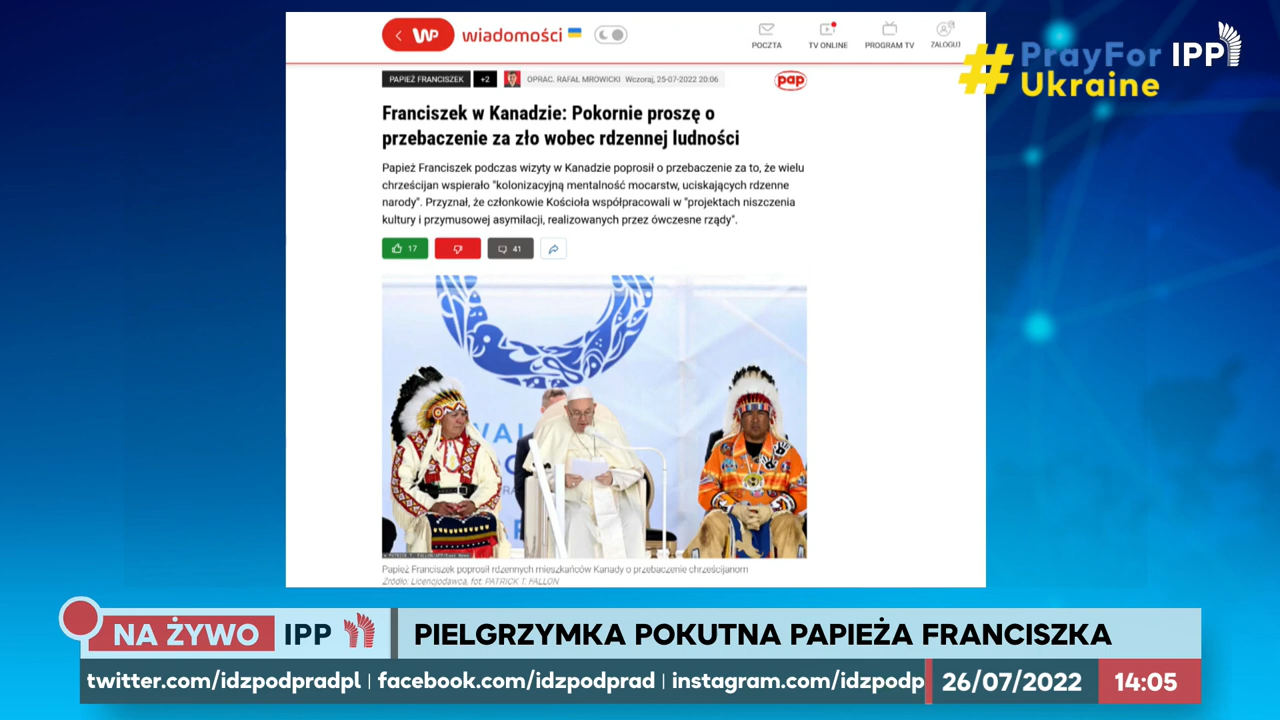 WP wiadomości
POCZTA
TV ONLINE
PROGRAM TV
ZALOGUJ
#PrayFor
Ukraine
IPP
PAPIEŻ FRANCISZEK +2 OPRAC. RAFAŁ MROWICKI Wczoraj, 25-07-2022 20:06
pap
Franciszek w Kanadzie: Pokornie proszę o
przebaczenie za zło wobec rdzennej ludności
Papież Franciszek podczas wizyty w Kanadzie poprosił o przebaczenie za to, że wielu
chrześcijan wspierało "kolonizacyjną mentalność mocarstw, uciskających rdzenne
narody". Przyznał, że członkowie Kościoła współpracowali w "projektach niszczenia
kultury i przymusowej asymilacji, realizowanych przez ówczesne rządy".
17
41
WAL
Papież Franciszek poprosił rdzennych mieszkańców Kanady o przebaczenie chrześcijanom
Źródło: Licencjodawca, fot: PATRICK T. FALLON
NA ŻYWO IPP
PIELGRZYMKA POKUTNA PAPIEŻA FRANCISZKA
twitter.com/idzpodpradpl | facebook.com/idzpodprad | instagram.com/idzpodp
26/07/2022
14:05